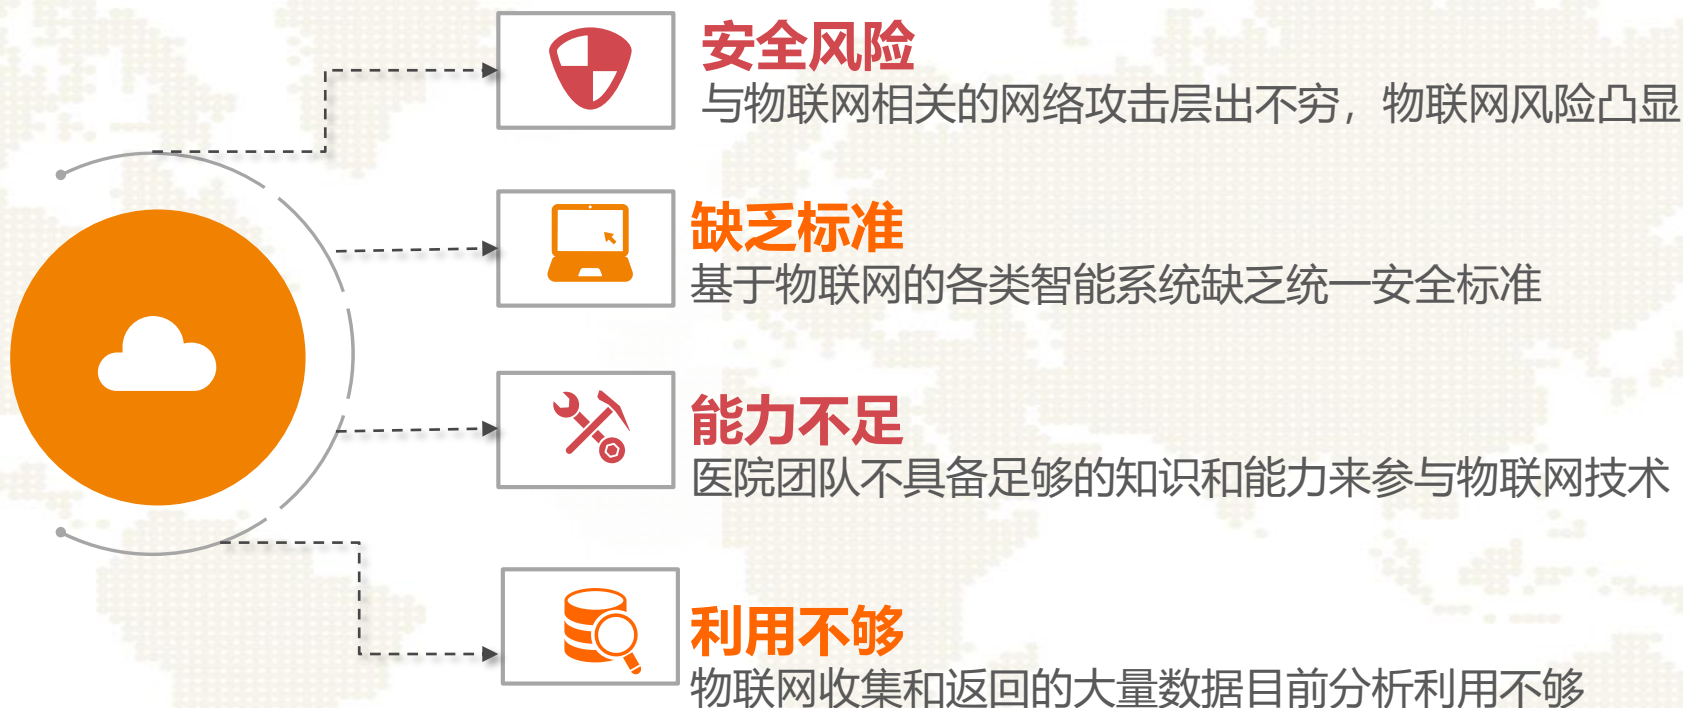 安全风险
与物联网相关的网络攻击层出不穷，物联网风险凸显
缺乏标准
基于物联网的各类智能系统缺乏统一安全标准
能力不足
医院团队不具备足够的知识和能力来参与物联网技术
利用不够
物联网收集和返回的大量数据目前分析利用不够